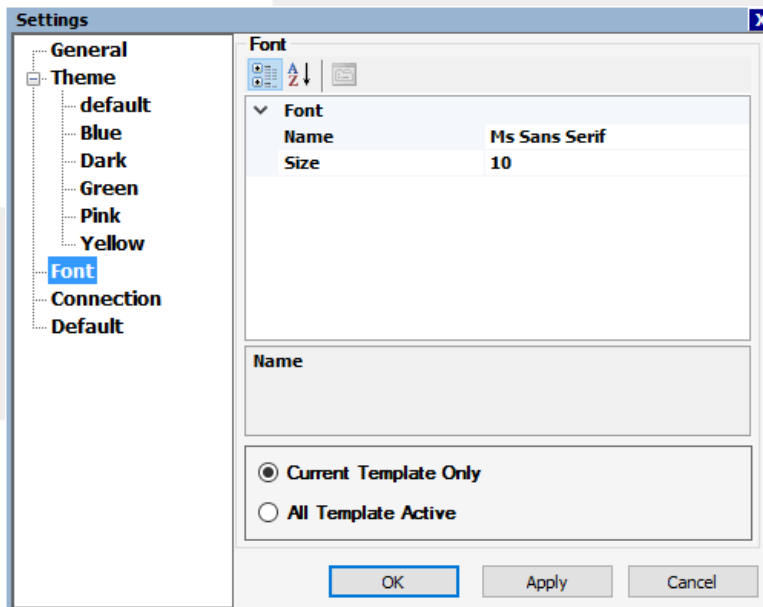 Settings
X
General
Theme
default
Blue
Dark
Green
Pink
Yellow
Font
Connection
Default
Font
A
Z
Font
Name Ms Sans Serif
Size 10
Name
Current Template Only
All Template Active
OK Apply Cancel